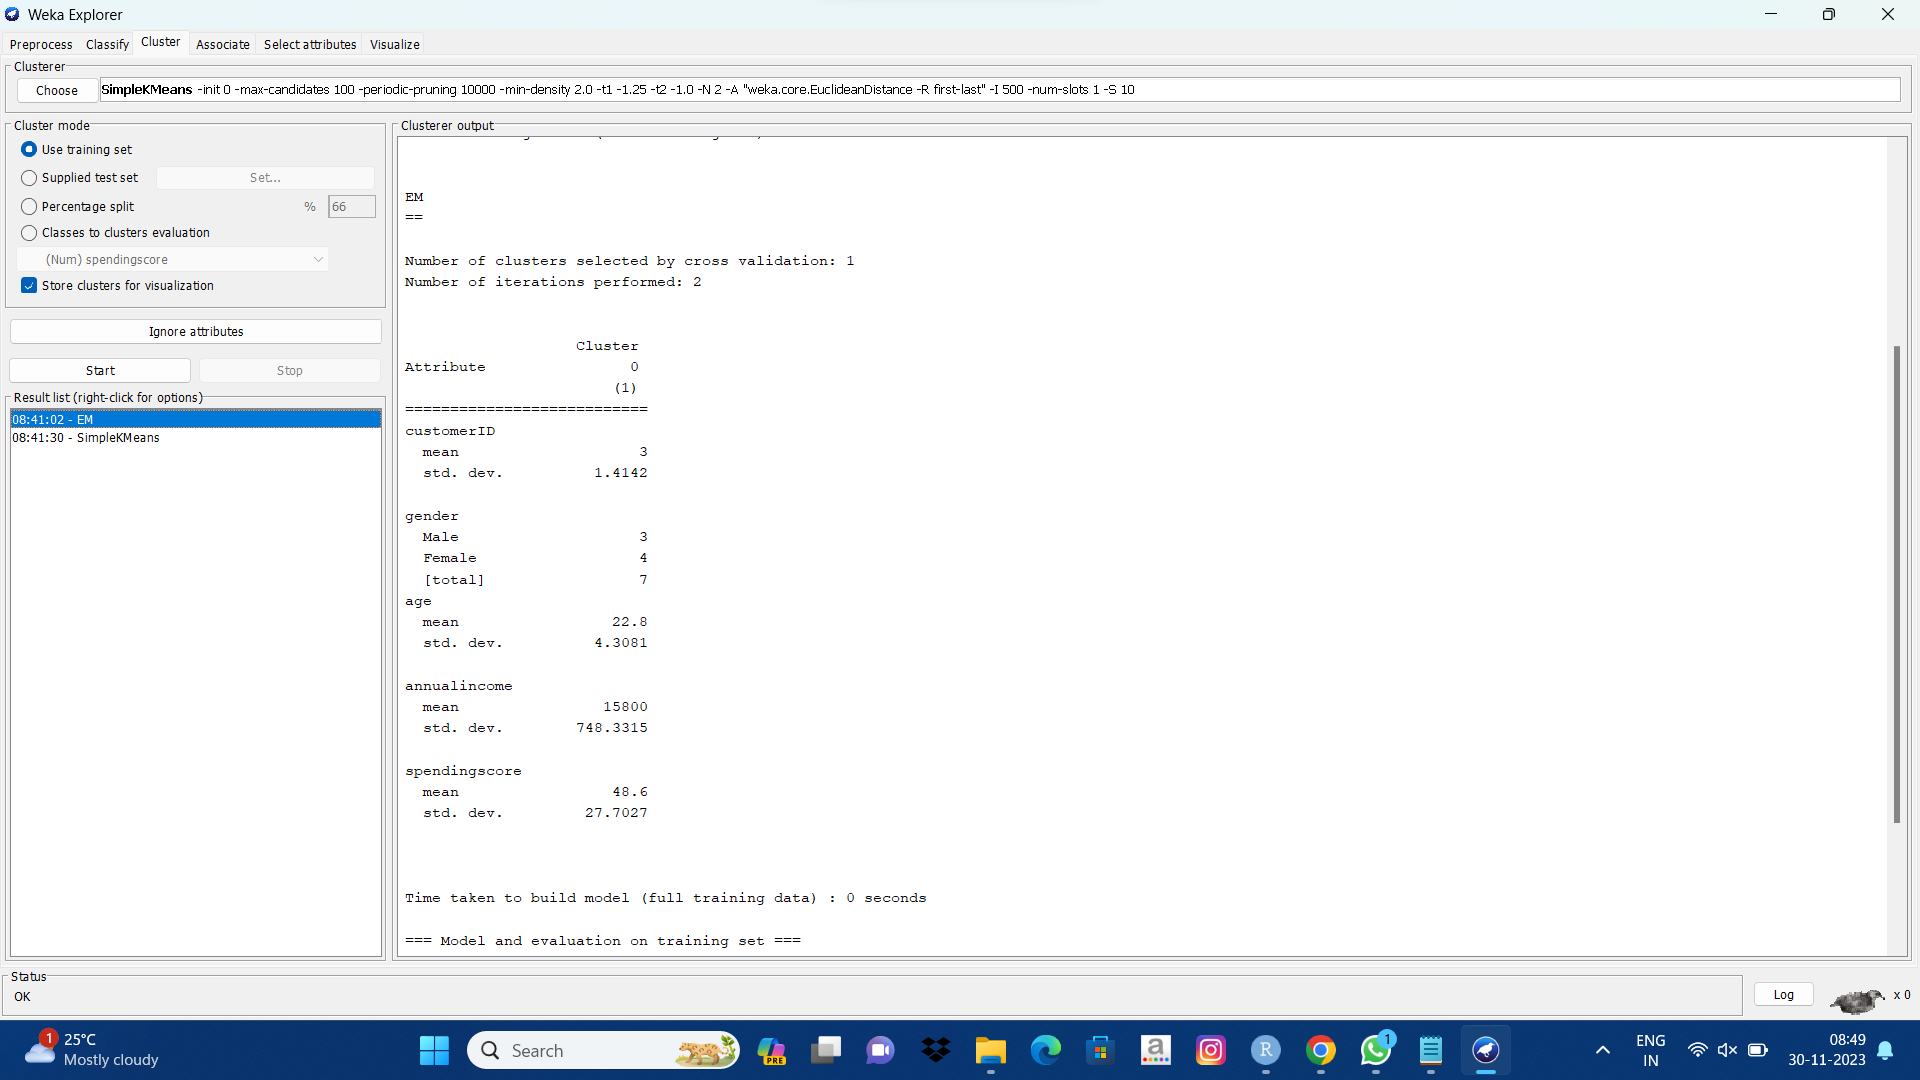 Weka Explorer
Preprocess Classify Cluster Associate Select attributes Visualize
Clusterer
Choose SimpleKMeans -init 0 -max-candidates 100 -periodic-pruning 10000 -min-density 2.0 -t1 -1.25 -t2 -1.0 -N 2 -A "weka.core.EuclideanDistance -R first-last" -I 500 -num-slots 1 -S 10
Cluster mode
Use training set
Supplied test set Set...
Percentage split % 66
Classes to clusters evaluation
(Num) spendingscore
Store clusters for visualization
Ignore attributes
Start Stop
Result list (right-click for options)
08:41:02 - EM
08:41:30 - SimpleKMeans
Clusterer output
EM
==
Number of clusters selected by cross validation: 1
Number of iterations performed: 2
Cluster
Attribute 0
(1)
===========================
customerID
mean 3
std. dev. 1.4142
gender
Male 3
Female 4
[total] 7
age
mean 22.8
std. dev. 4.3081
annualincome
mean 15800
std. dev. 748.3315
spendingscore
mean 48.6
std. dev. 27.7027
Time taken to build model (full training data) : 0 seconds
=== Model and evaluation on training set ===
Status
OK
Log x 0
1 25°C
Mostly cloudy
Search
PRE
a
R
1
ENG
IN
08:49
30-11-2023